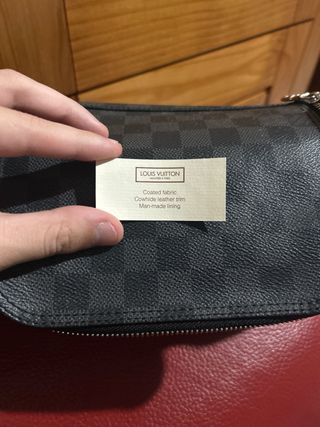 LOUIS VUITTON
Coated fabric
Cowhide leather trim
Man-made lining